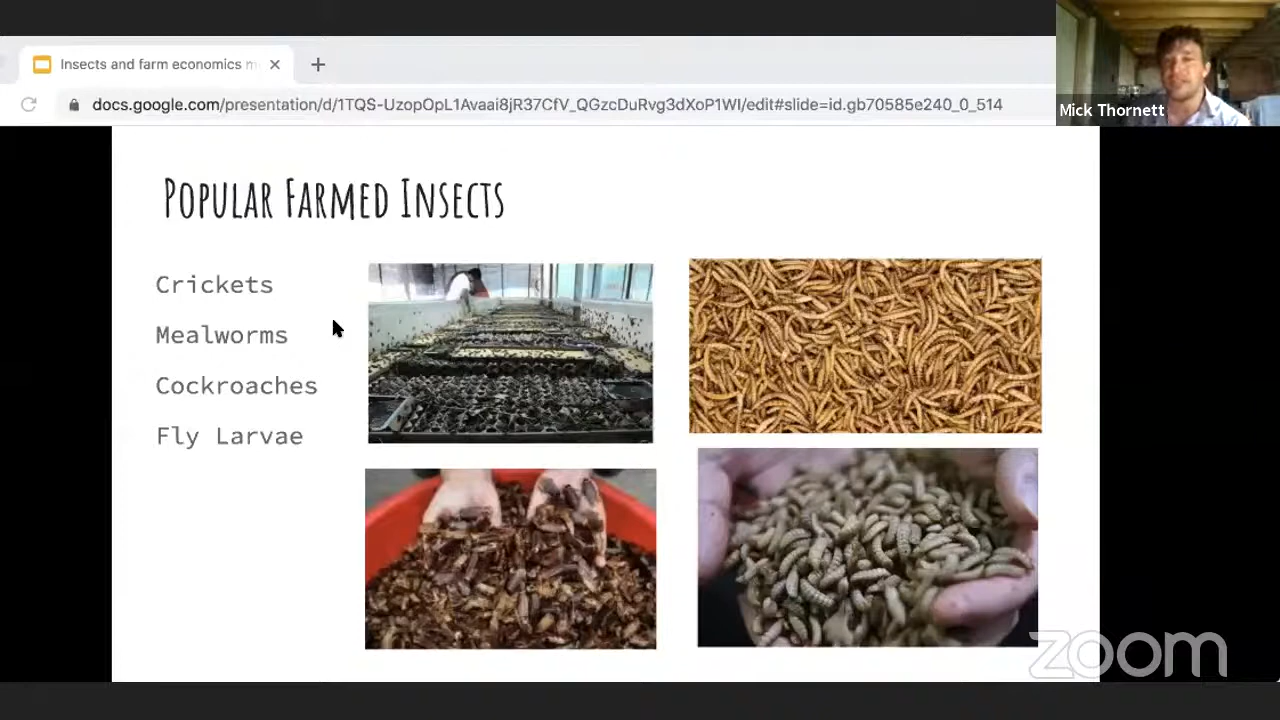 Insects and farm economics m
docs.google.com/presentation/d/1TQS-UzopOpL1Avaai8jR37CfV_QGzcDuRvg3dXoP1WI/edit#slide=id.gb70585e240_0_514
Mick Thornett
Popular Farmed Insects
Crickets
Mealworms
Cockroaches
Fly Larvae
zoom